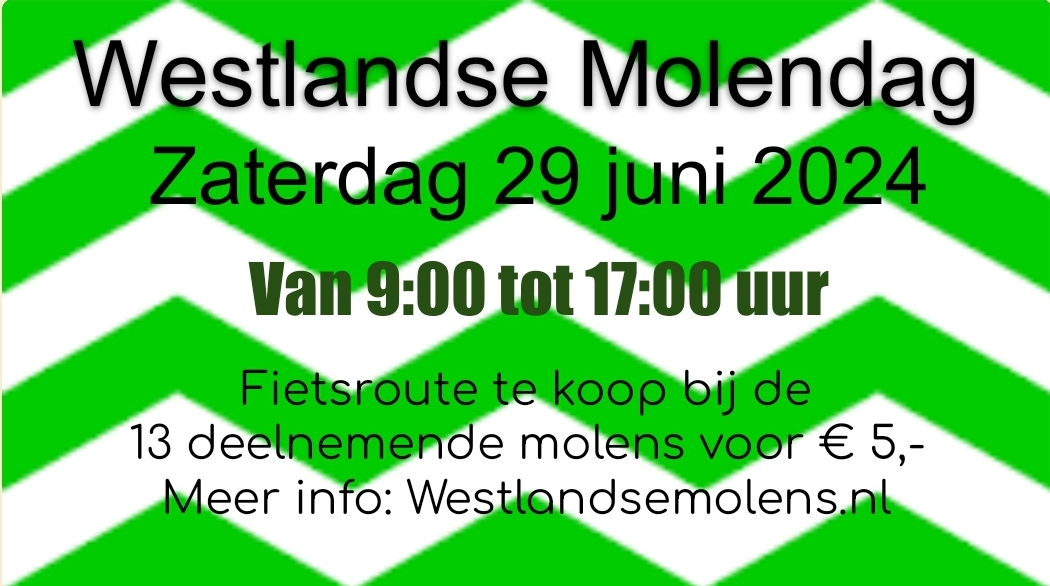 Westlandse Molendag
Zaterdag 29 juni 2024
Van 9:00 tot 17:00 uur
Fietsroute te koop bij de
13 deelnemende molens voor € 5,-
Meer info: Westlandsemolens.nl